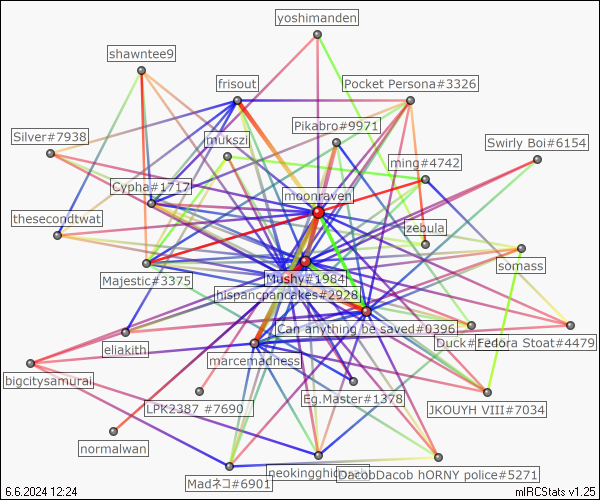 yoshimanden
shawntee9
frisout
Pocket Persona#3326
Pikabro#9971
Silver#7938
mukszi
Swirly Boi#6154
ming#4742
Cypha#1717
moonraven
thesecondtwat
zebula
somass
Majestic#3375
Mushy#1984
hispancpancakes#2928
Can anything be saved#0396
Duck#
Fedora Stoat#4479
eliakith
marcemadness
bigcitysamurai
Eg.Master#1378
LPK2387 #7690
JKOUYH VIII#7034
normalwan
DacobDacob hORNY police#5271
Madネコ#6901
6.6.2024 12:24
mIRCStats v1.25